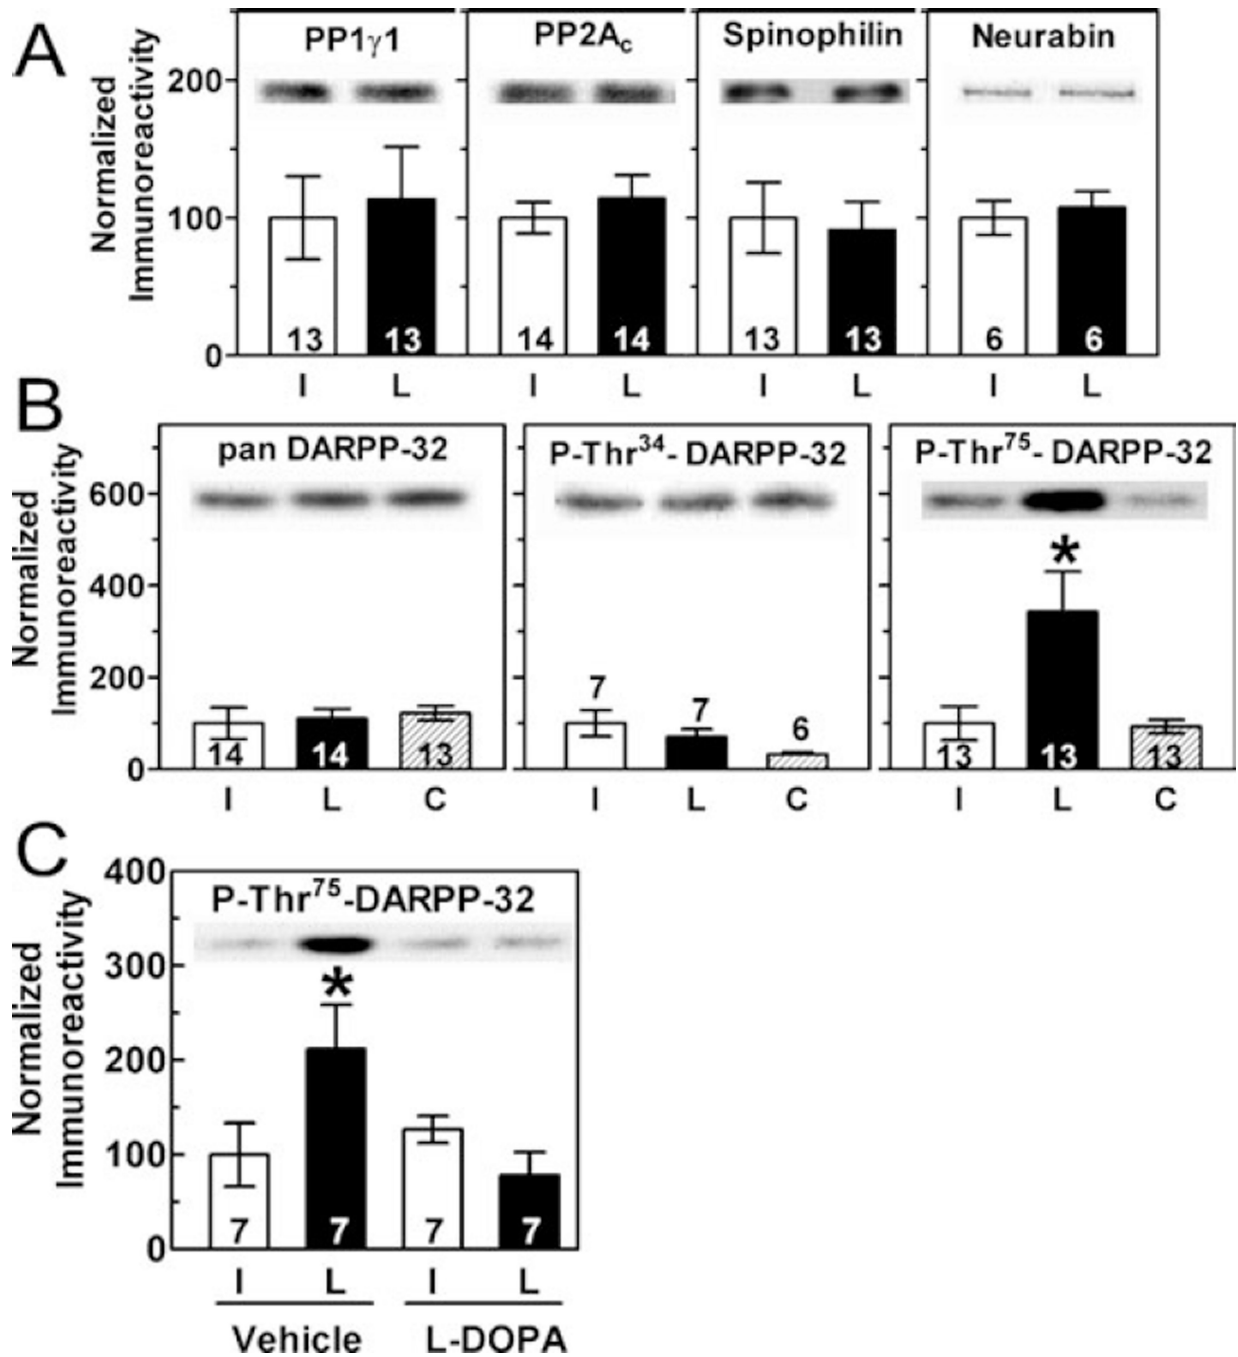 A
PP1γ1 PP2Ac Spinophilin Neurabin
Normalized
Immunoreactivity
200
100
0
13 13 14 14 13 13 6 6
I L I L I L I L
B
pan DARPP-32 P-Thr34- DARPP-32 P-Thr75- DARPP-32
Normalized
Immunoreactivity
600
400
200
0
*
14 14 13 7 7 6 13 13 13
I L C I L C I L C
C
P-Thr75-DARPP-32
Normalized
Immunoreactivity
400
300
200
100
0
*
7 7 7 7
I L I L
Vehicle L-DOPA